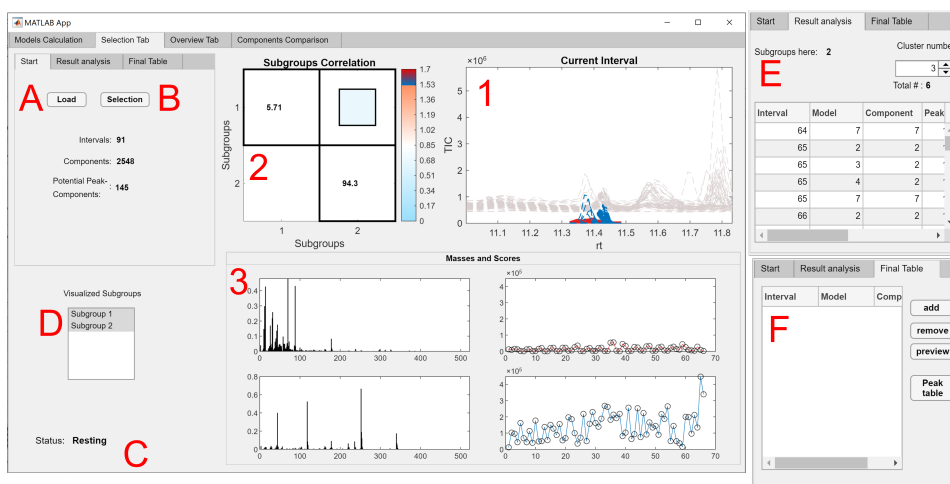 MATLAB App
Models Calculation Selection Tab Overview Tab Components Comparison
Start Result analysis Final Table
A Load Selection B
Intervals: 91
Components: 2548
Potential Peak-
Components: : 145
Visualized Subgroups
D Subgroup 1
Subgroup 2
Status: Resting
C
Subgroups Correlation
1 5.71
2 94.3
2
Subgroups
1 2
Subgroups
1.7
1.53
1.36
1.19
1.02
0.85
0.68
0.51
0.34
0.17
0
Current Interval
×10⁶
1
5
4
3
2
1
0
TIC
11.1 11.2 11.3 11.4 11.5 11.6 11.7 11.8
rt
Masses and Scores
3
0.4
0.3
0.2
0.1
0
0 100 200 300 400 500
×10⁶
4
3
2
1
0
0 10 20 30 40 50 60 70
0.8
0.6
0.4
0.2
0
0 100 200 300 400 500
×10⁶
4
3
2
1
0
0 10 20 30 40 50 60 70
Start Result analysis Final Table
Subgroups here: 2 Cluster numbe
E
3
Total # : 6
Interval Model Component Peak
64 7 7
65 2 2
65 3 2
65 4 2
65 7 7
66 2 2
Start Result analysis Final Table
Interval Model Comp
F
add
remove
preview
Peak
table